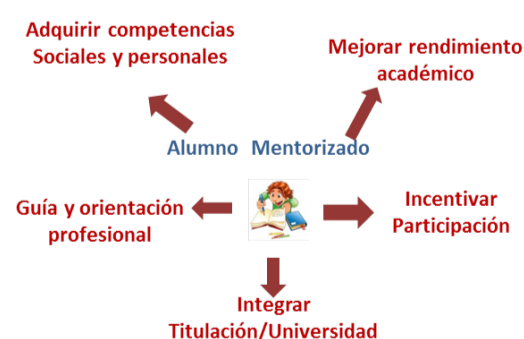 Adquirir competencias
Sociales y personales
Mejorar rendimiento
académico
Alumno Mentorizado
Guía y orientación
profesional
Incentivar
Participación
Integrar
Titulación/Universidad